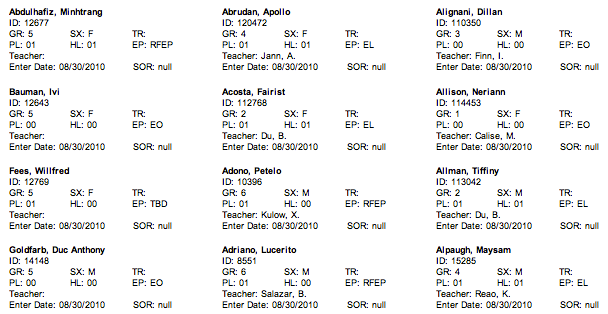 Abdulhafiz, Minhtrang
ID: 12677
GR: 5 SX: F TR:
PL: 01 HL: 01 EP: RFEP
Teacher:
Enter Date: 08/30/2010 SOR: null
Abrudan, Apollo
ID: 120472
GR: 4 SX: F TR:
PL: 01 HL: 01 EP: EL
Teacher: Jann, A.
Enter Date: 08/30/2010 SOR: null
Alignani, Dillan
ID: 110350
GR: 3 SX: M TR:
PL: 00 HL: 00 EP: EO
Teacher: Finn, I.
Enter Date: 08/30/2010 SOR: null
Bauman, Ivi
ID: 12643
GR: 5 SX: F TR:
PL: 00 HL: 00 EP: EO
Teacher:
Enter Date: 08/30/2010 SOR: null
Acosta, Fairist
ID: 112768
GR: 2 SX: F TR:
PL: 01 HL: 01 EP: EL
Teacher: Du, B.
Enter Date: 08/30/2010 SOR: null
Allison, Neriann
ID: 114453
GR: 1 SX: F TR:
PL: 00 HL: 00 EP: EO
Teacher: Calise, M.
Enter Date: 08/30/2010 SOR: null
Fees, Willfred
ID: 12769
GR: 5 SX: F TR:
PL: 01 HL: 00 EP: TBD
Teacher:
Enter Date: 08/30/2010 SOR: null
Adono, Petelo
ID: 10396
GR: 6 SX: M TR:
PL: 01 HL: 01 EP: RFEP
Teacher: Kulow, X.
Enter Date: 08/30/2010 SOR: null
Allman, Tiffiny
ID: 113042
GR: 2 SX: M TR:
PL: 01 HL: 01 EP: EL
Teacher: Du, B.
Enter Date: 08/30/2010 SOR: null
Goldfarb, Duc Anthony
ID: 14148
GR: 5 SX: M TR:
PL: 00 HL: 00 EP: EO
Teacher:
Enter Date: 08/30/2010 SOR: null
Adriano, Lucerito
ID: 8551
GR: 6 SX: M TR:
PL: 01 HL: 01 EP: RFEP
Teacher: Salazar, B.
Enter Date: 08/30/2010 SOR: null
Alpaugh, Maysam
ID: 15285
GR: 4 SX: M TR:
PL: 01 HL: 01 EP: EL
Teacher: Reao, K.
Enter Date: 08/30/2010 SOR: null